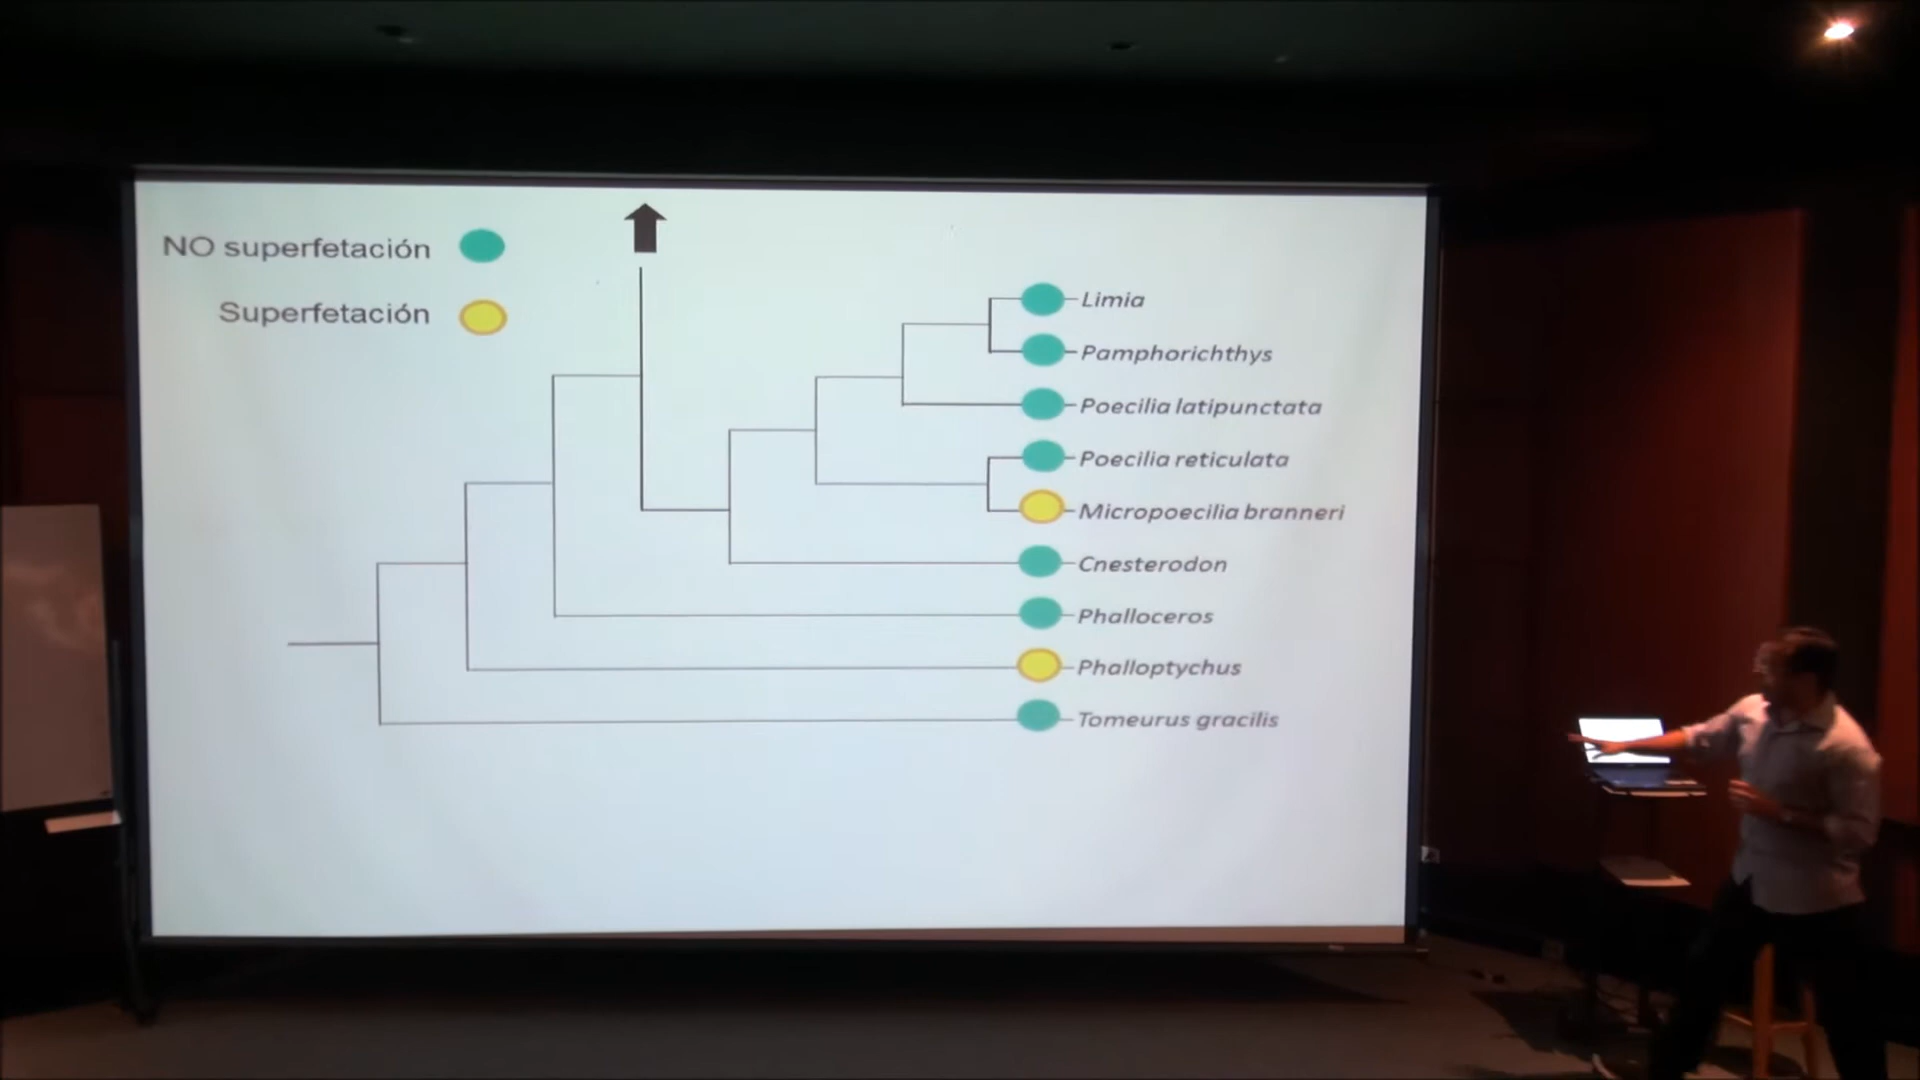 NO superfetación
Superfetación
Limia
Pamphorichthys
Poecilia latipunctata
Poecilia reticulata
Micropoecilia branneri
Cnesterodon
Phalloceros
Phalloptychus
Tomeurus gracilis